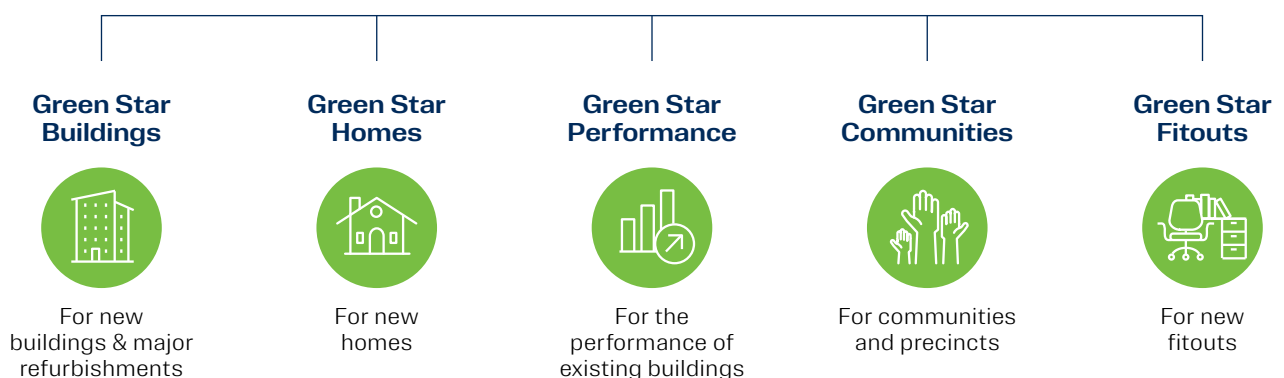 Green Star
Buildings
For new
buildings & major
refurbishments
Green Star
Homes
For new
homes
Green Star
Performance
For the
performance of
existing buildings
Green Star
Communities
For communities
and precincts
Green Star
Fitouts
For new
fitouts